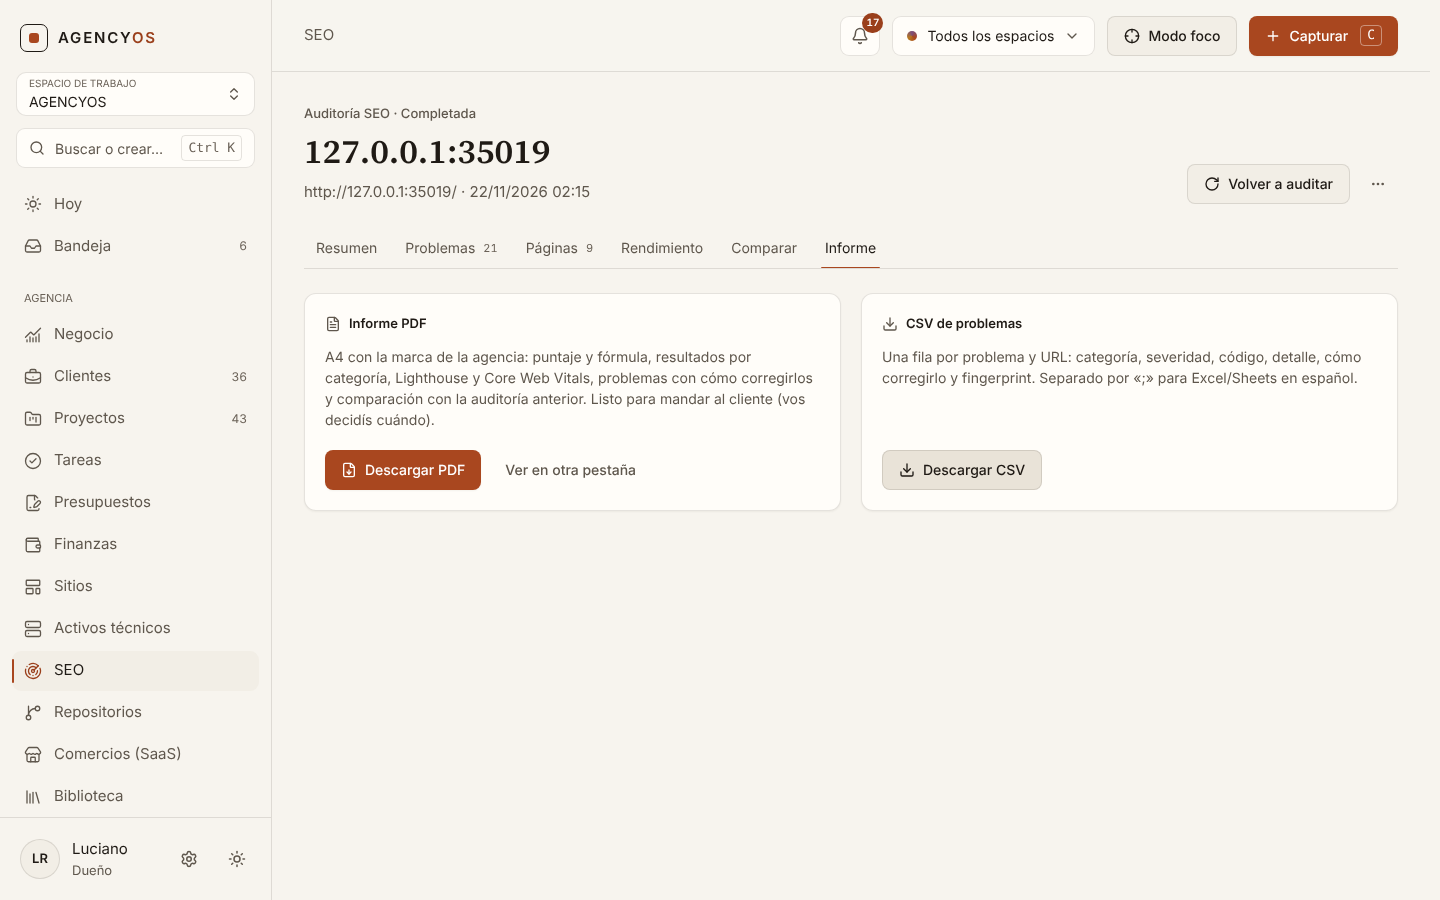 AGENCYOS
ESPACIO DE TRABAJO
AGENCYOS
Buscar o crear... Ctrl K
Hoy
Bandeja 6
AGENCIA
Negocio
Clientes 36
Proyectos 43
Tareas
Presupuestos
Finanzas
Sitios
Activos técnicos
SEO
Repositorios
Comercios (SaaS)
Biblioteca
LR
Luciano
Dueño
SEO
17
Todos los espacios
Modo foco
Capturar C
Auditoría SEO · Completada
127.0.0.1:35019
http://127.0.0.1:35019/ · 22/11/2026 02:15
Volver a auditar
Resumen Problemas 21 Páginas 9 Rendimiento Comparar Informe
Informe PDF
A4 con la marca de la agencia: puntaje y fórmula, resultados por
categoría, Lighthouse y Core Web Vitals, problemas con cómo corregirlos
y comparación con la auditoría anterior. Listo para mandar al cliente (vos
decidís cuándo).
Descargar PDF Ver en otra pestaña
CSV de problemas
Una fila por problema y URL: categoría, severidad, código, detalle, cómo
corregirlo y fingerprint. Separado por «;» para Excel/Sheets en español.
Descargar CSV